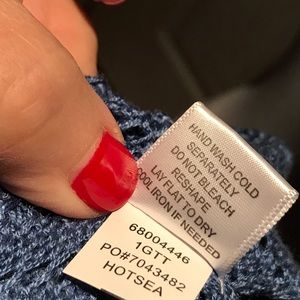 HAND WASH COLD
SEPARATELY
DO NOT BLEACH
RESHAPE
LAY FLAT TO DRY
COOL IRON IF NEEDED
68004446
1GTT
PO#7043482
HOTSEA